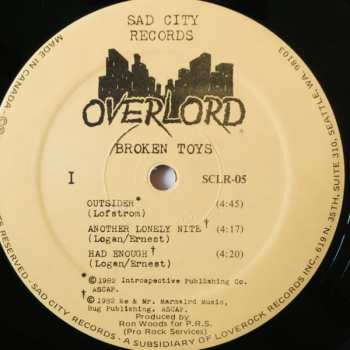 SAD CITY
RECORDS
OVERLORD
BROKEN TOYS
I
SCLR-05
OUTSIDER* (4:45)
(Lofstrom)
ANOTHER LONELY NITE† (4:17)
(Logan/Ernest)
HAD ENOUGH† (4:20)
(Logan/Ernest)
*©1982 Introspective Publishing Co.
ASCAP.
†©1982 Me & Mr. Marnelrd Music,
Bug Publishing, ASCAP.
Produced by
Ron Woods for P.R.S.
(Pro Rock Services)
MADE IN CANADA
RESERVED - SAD CITY RECORDS - A SUBSIDIARY OF LOVEROCK RECORDS INC., 619 N. 35TH, SUITE 310, SEATTLE, WA. 98103